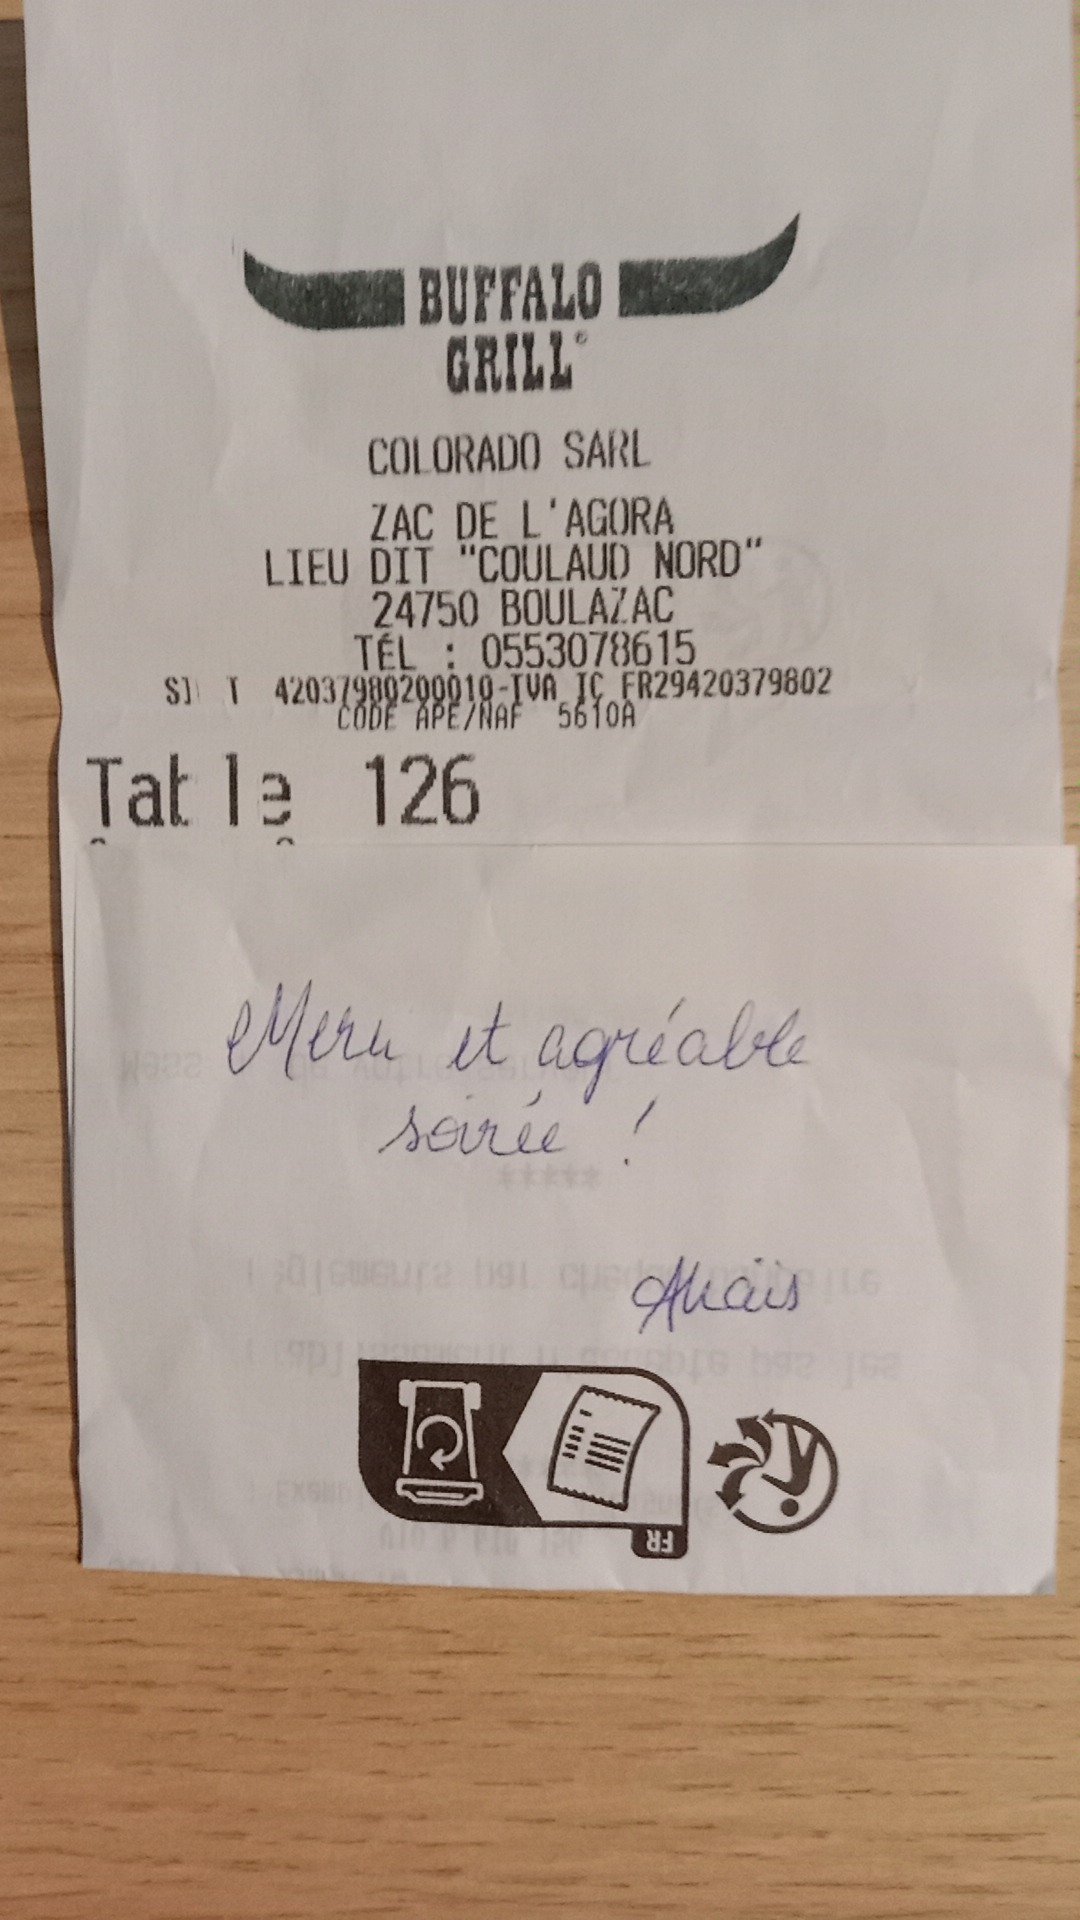 BUFFALO
GRILL
COLORADO SARL
ZAC DE L'AGORA
LIEU DIT "COULAUD NORD"
24750 BOULAZAC
TÉL : 0553078615
42037980200010-TVA IC FR29420379802
CODE APE/NAF 5610A
Table 126
Merci et agréable
soirée !
Anaïs
FR